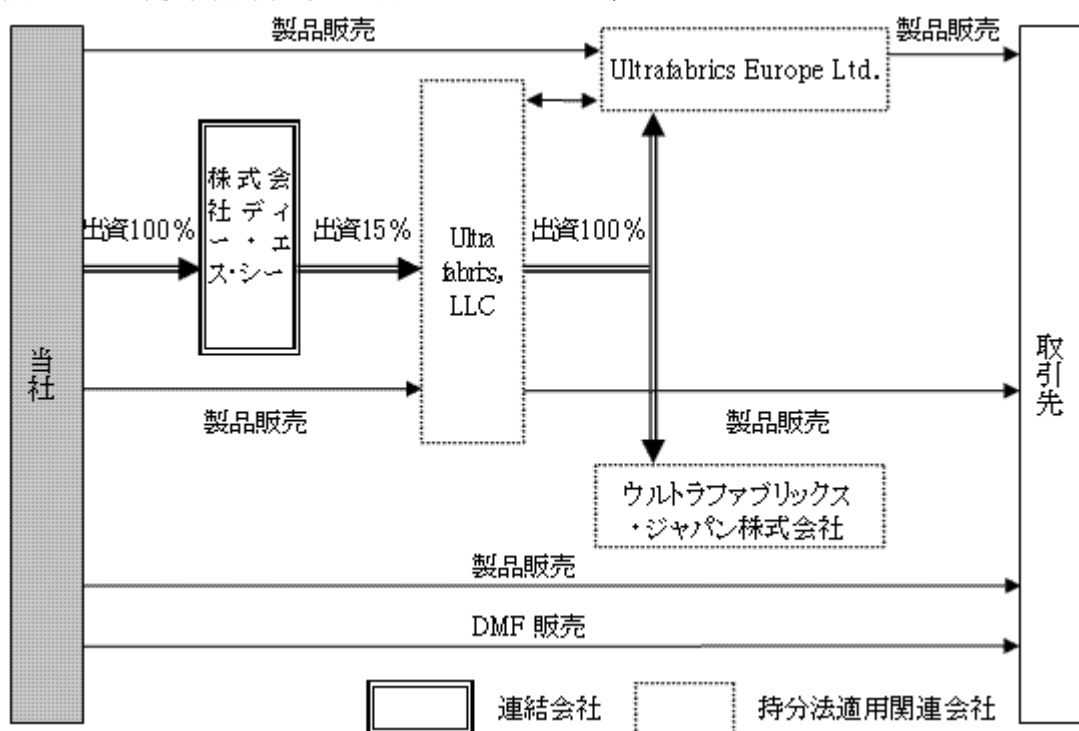 製品販売
Ultrafabrics Europe Ltd.
製品販売
株式会
社ディ
ー・エ
ス・シー
出資100%
出資15%
Ultra
fabrics,
LLC
出資100%
当社
取引先
製品販売
製品販売
ウルトラファブリックス
・ジャパン株式会社
製品販売
DMF 販売
連結会社
持分法適用関連会社